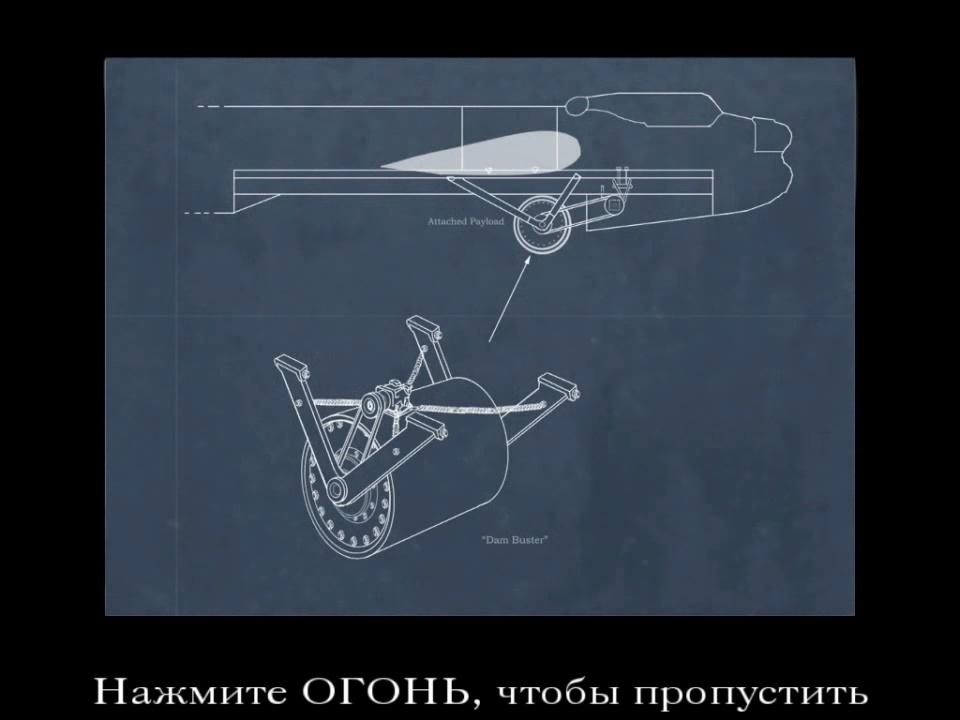 Attached Payload
"Dam Buster"
Нажмите ОГОНЬ, чтобы пропустить